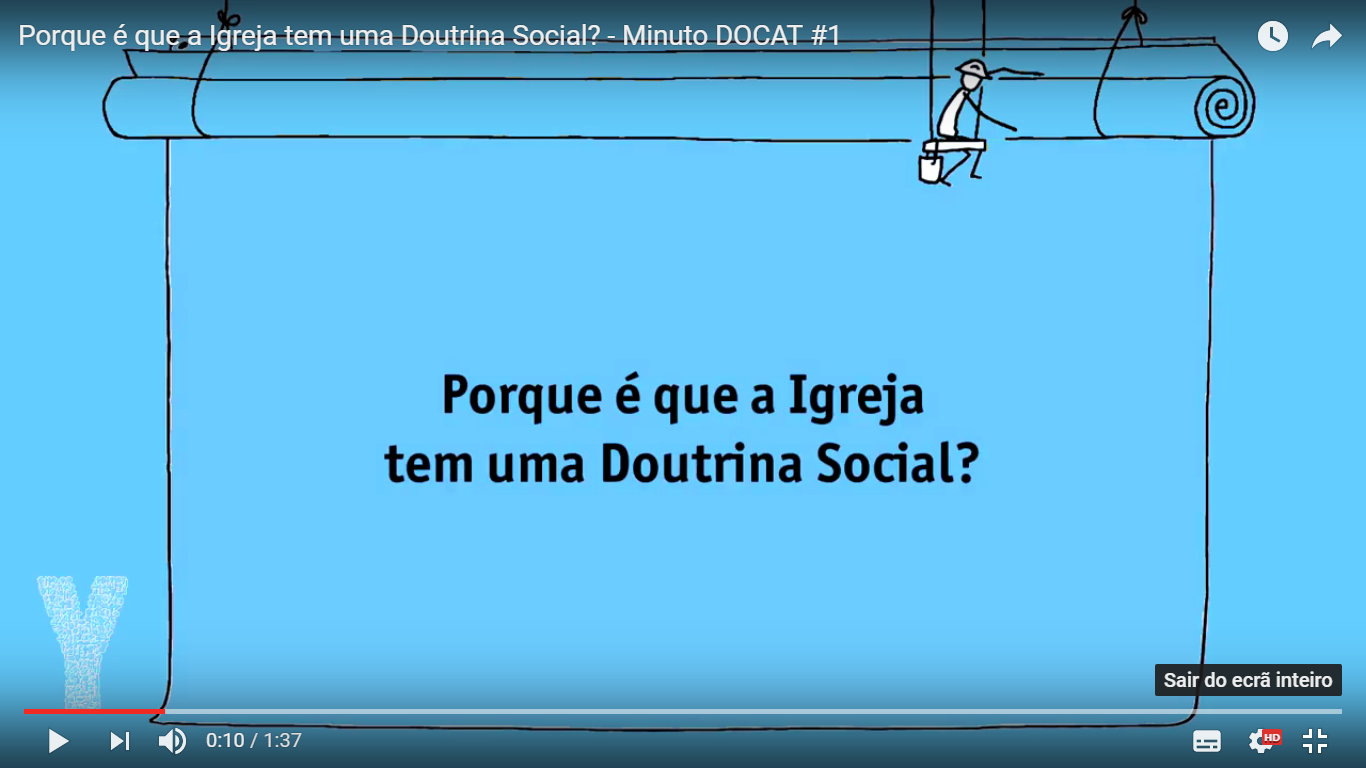 Porque é que a Igreja tem uma Doutrina Social? - Minuto DOCAT #1
Porque é que a Igreja
tem uma Doutrina Social?
Y
Sair do ecrã inteiro
0:10 / 1:37
HD